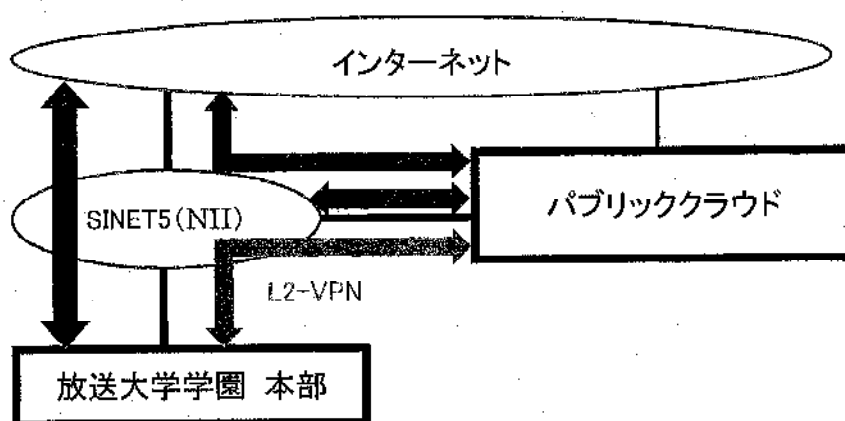 インターネット
SINET5(NII)
パブリッククラウド
L2-VPN
放送大学学園 本部